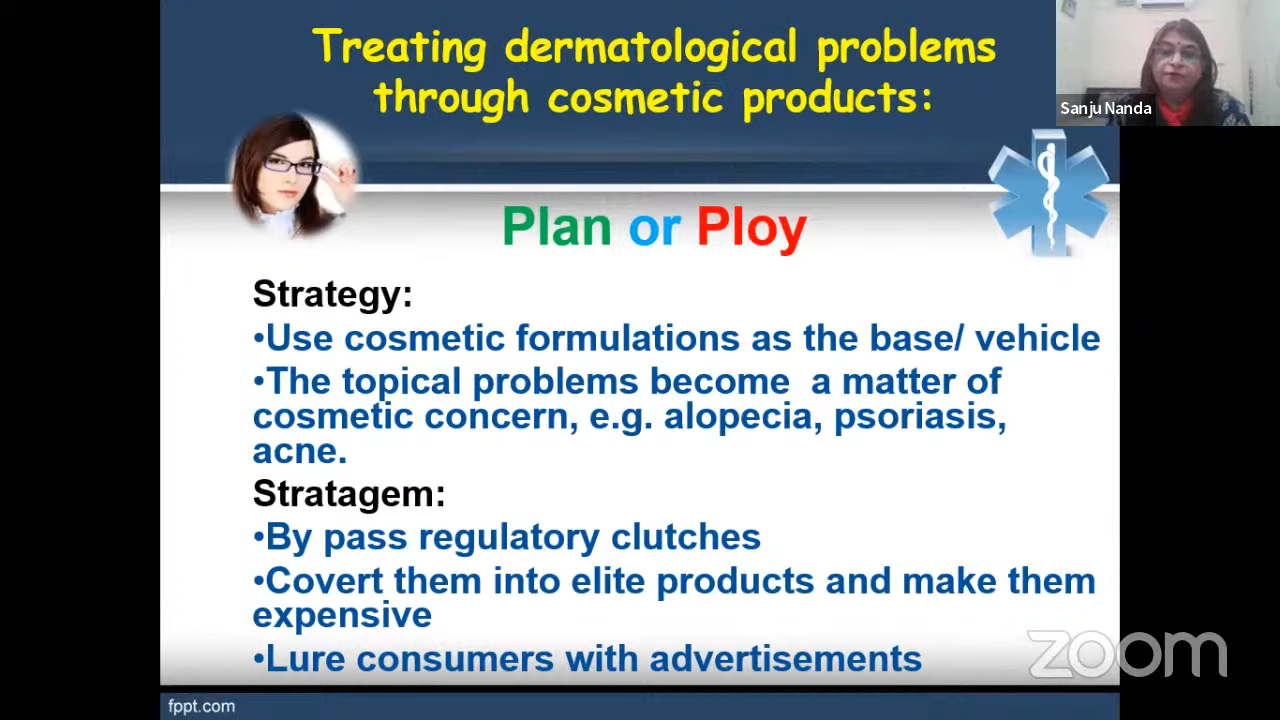 Treating dermatological problems
through cosmetic products:
Sanju Nanda
Plan or Ploy
Strategy:
•Use cosmetic formulations as the base/ vehicle
•The topical problems become  a matter of
cosmetic concern, e.g. alopecia, psoriasis,
acne.
Stratagem:
•By pass regulatory clutches
•Covert them into elite products and make them
expensive
•Lure consumers with advertisements
zoom
fppt.com